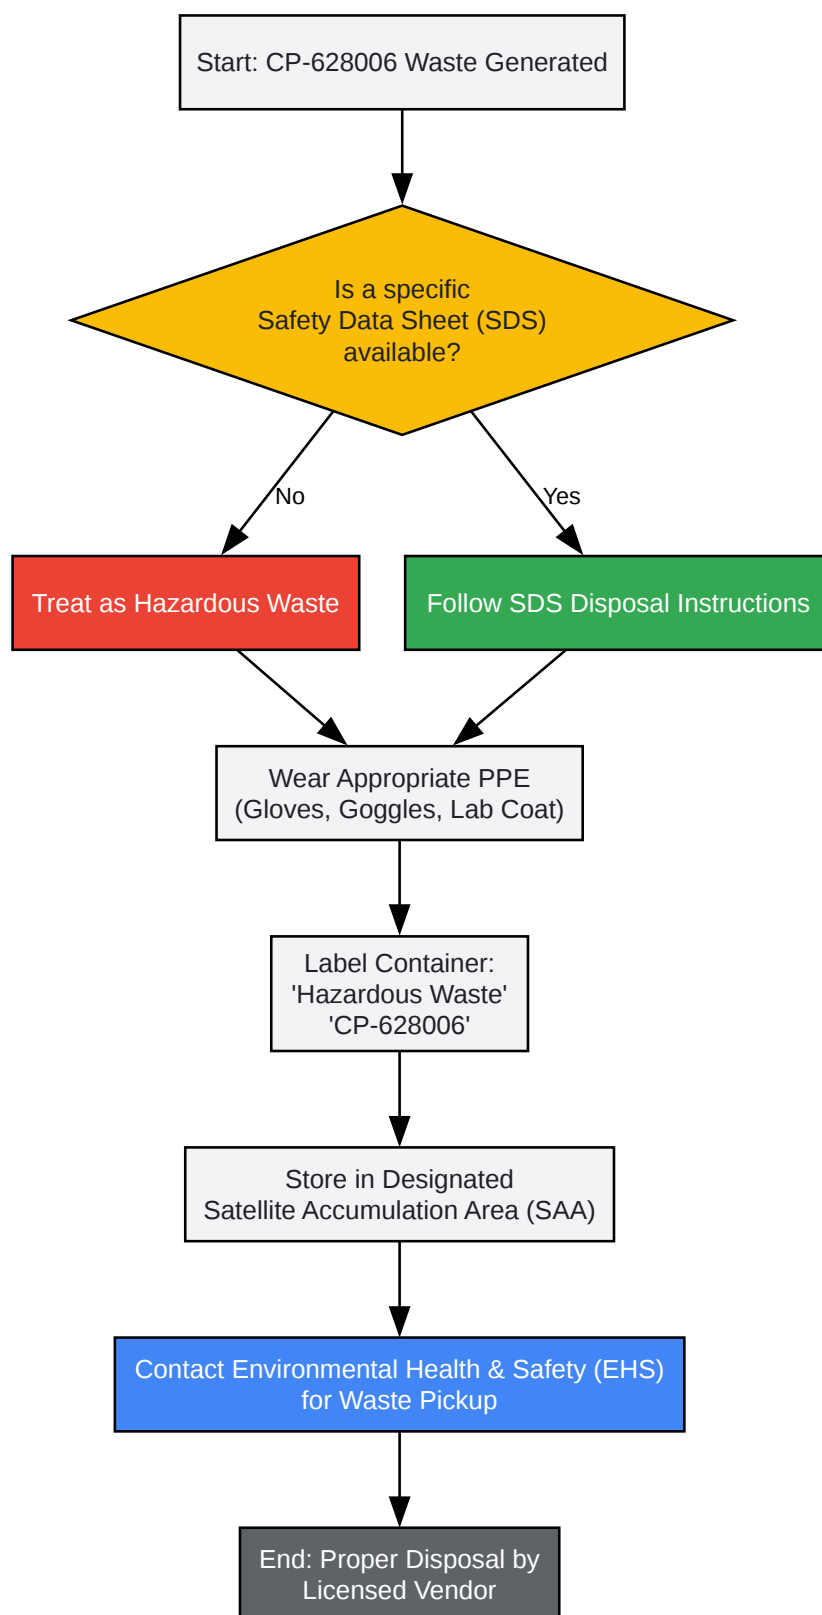 Start: CP-628006 Waste Generated
Is a specific
Safety Data Sheet (SDS)
available?
No
Yes
Treat as Hazardous Waste
Follow SDS Disposal Instructions
Wear Appropriate PPE
(Gloves, Goggles, Lab Coat)
Label Container:
'Hazardous Waste'
'CP-628006'
Store in Designated
Satellite Accumulation Area (SAA)
Contact Environmental Health & Safety (EHS)
for Waste Pickup
End: Proper Disposal by
Licensed Vendor